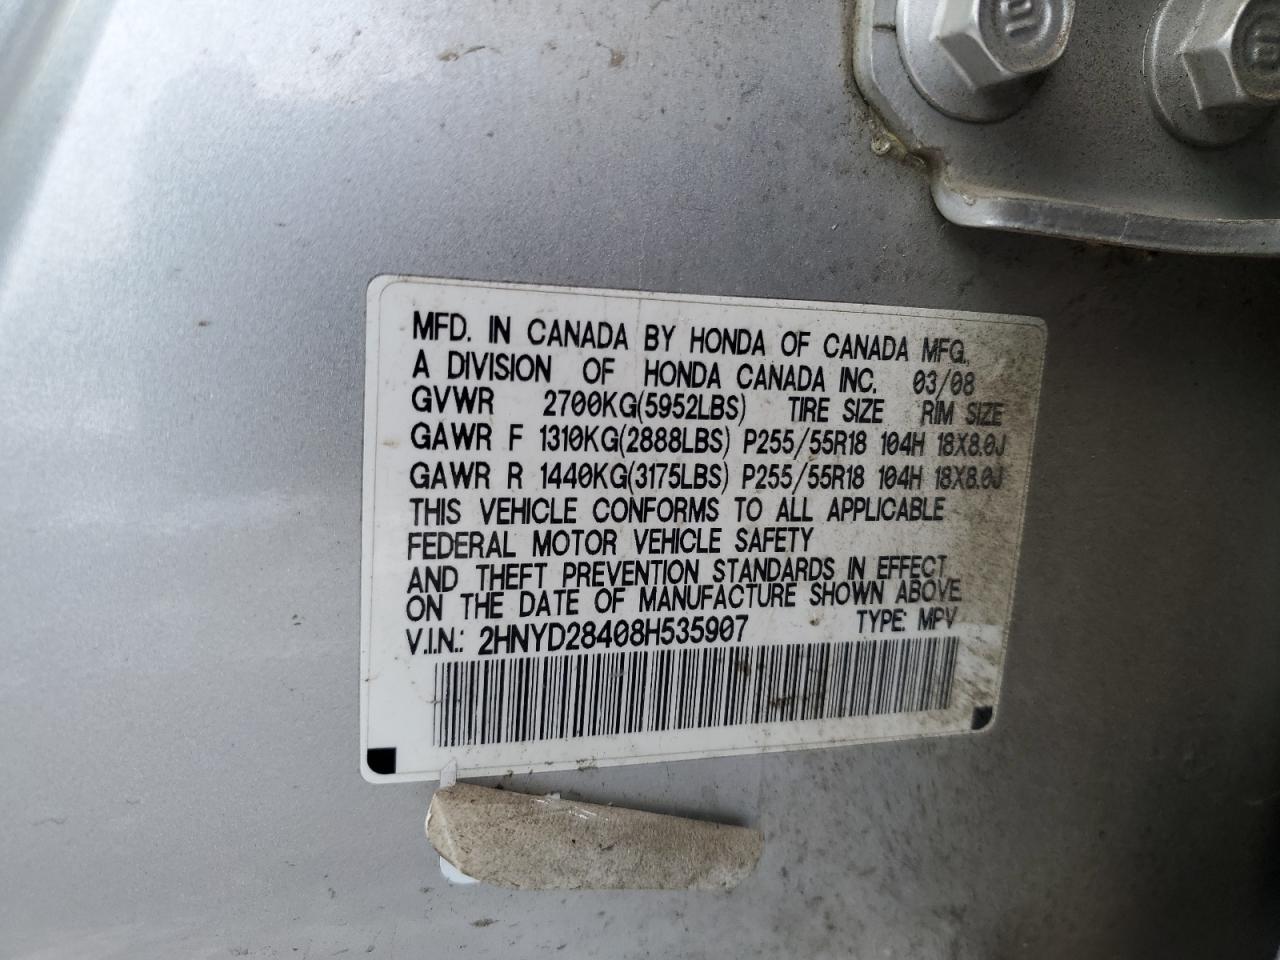 MFD. IN CANADA BY HONDA OF CANADA MFG.
A DIVISION OF HONDA CANADA INC. 03/08
GVWR 2700KG(5952LBS) TIRE SIZE RIM SIZE
GAWR F 1310KG(2888LBS) P255/55R18 104H 18X8.0J
GAWR R 1440KG(3175LBS) P255/55R18 104H 18X8.0J
THIS VEHICLE CONFORMS TO ALL APPLICABLE
FEDERAL MOTOR VEHICLE SAFETY
AND THEFT PREVENTION STANDARDS IN EFFECT
ON THE DATE OF MANUFACTURE SHOWN ABOVE
V.I.N.: 2HNYD28408H535907 TYPE: MPV